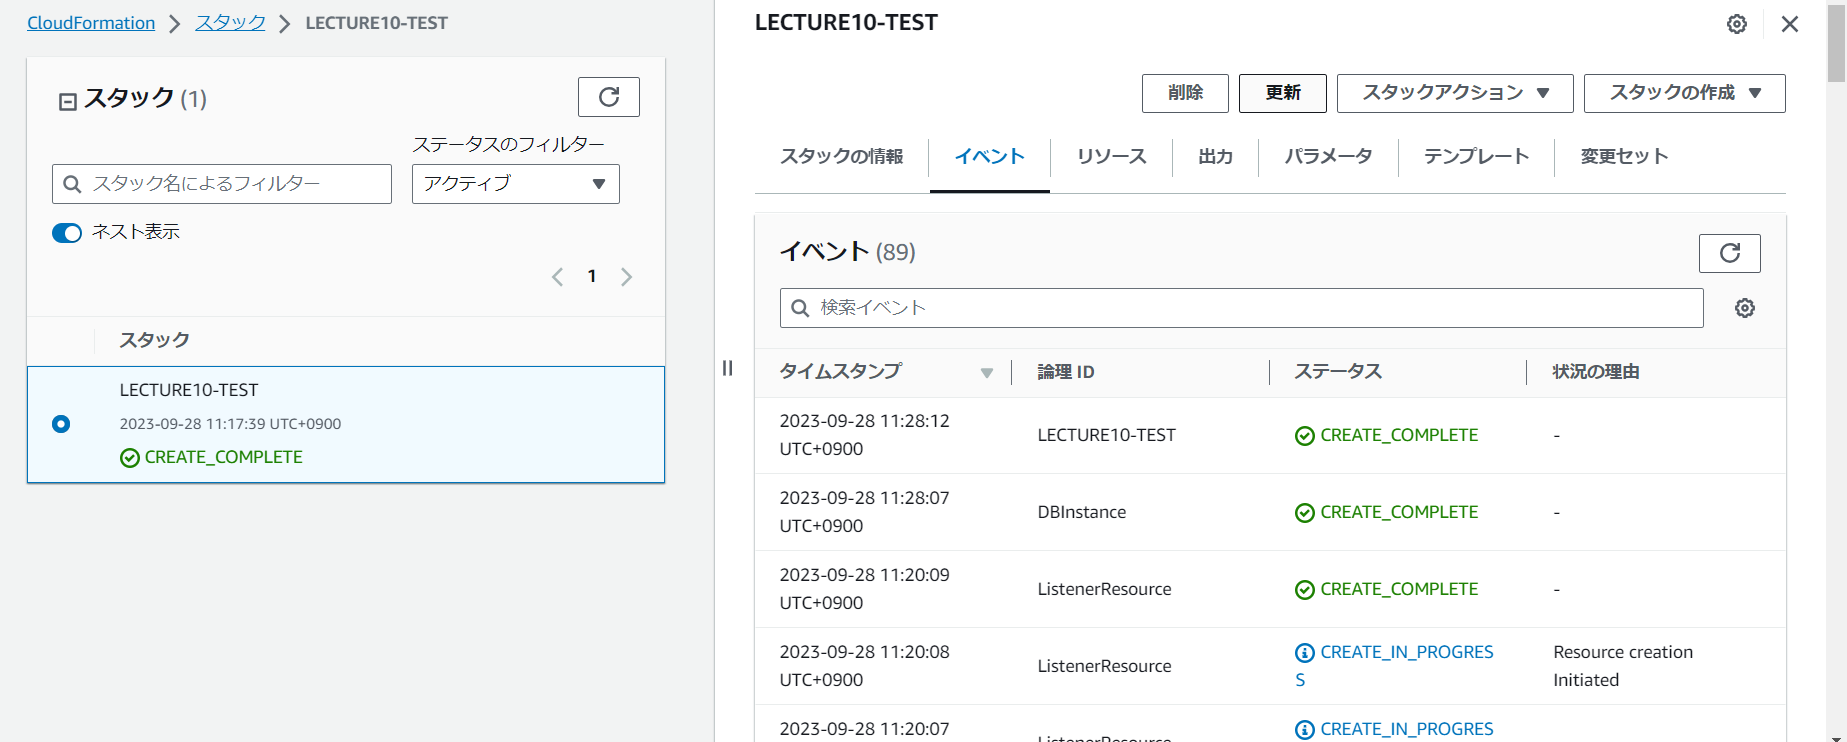 CloudFormation > スタック > LECTURE10-TEST
スタック (1)
ステータスのフィルター
スタック名によるフィルター
アクティブ
ネスト表示
1
スタック
LECTURE10-TEST
2023-09-28 11:17:39 UTC+0900
CREATE_COMPLETE
LECTURE10-TEST
削除 更新 スタックアクション スタックの作成
スタックの情報 イベント リソース 出力 パラメータ テンプレート 変更セット
イベント (89)
検索イベント
タイムスタンプ 論理 ID ステータス 状況の理由
2023-09-28 11:28:12
UTC+0900
LECTURE10-TEST
CREATE_COMPLETE
-
2023-09-28 11:28:07
UTC+0900
DBInstance
CREATE_COMPLETE
-
2023-09-28 11:20:09
UTC+0900
ListenerResource
CREATE_COMPLETE
-
2023-09-28 11:20:08
UTC+0900
ListenerResource
CREATE_IN_PROGRES
S
Resource creation
Initiated
2023-09-28 11:20:07
ListenerResource
CREATE_IN_PROGRES